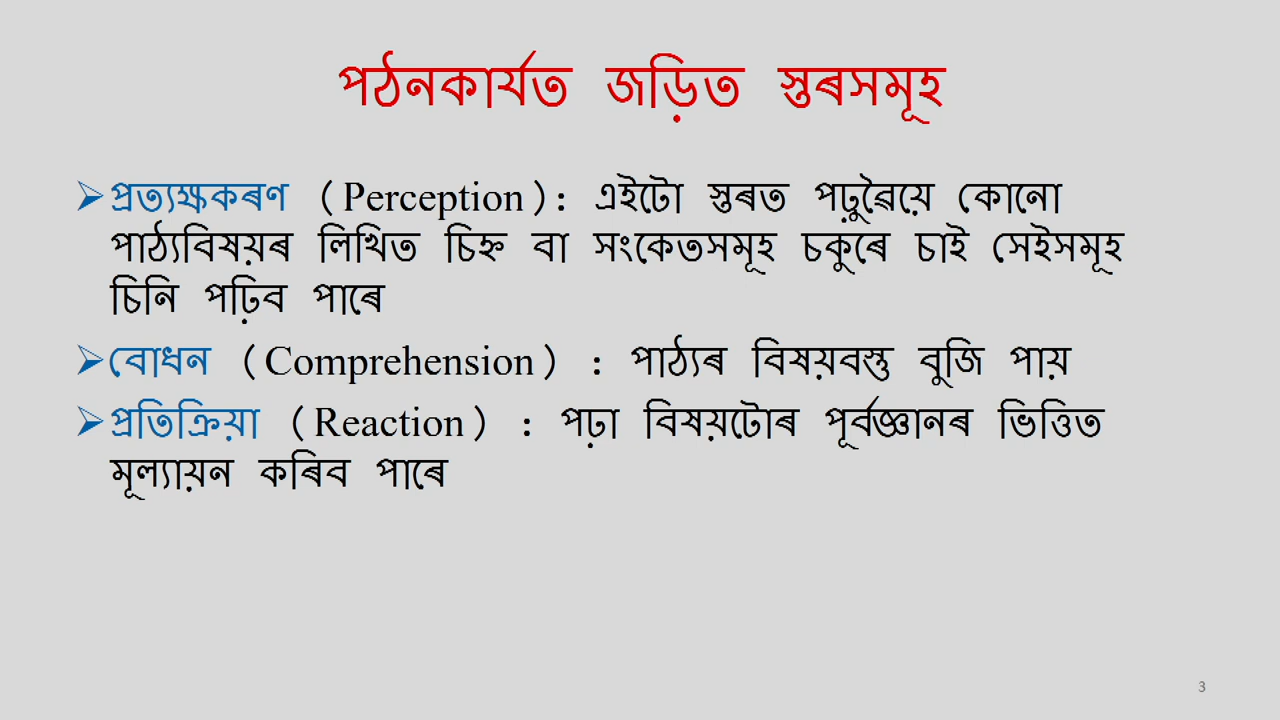 পঠনকাৰ্যত জড়িত স্তৰসমূহ
➢প্ৰত্যক্ষকৰণ (Perception): এইটো স্তৰত পঢ়ুৱৈয়ে কোনো
পাঠ্যবিষয়ৰ লিখিত চিহ্ন বা সংকেতসমূহ চকুৰে চাই সেইসমূহ
চিনি পঢ়িব পাৰে
➢বোধন (Comprehension) : পাঠ্যৰ বিষয়বস্তু বুজি পায়
➢প্ৰতিক্ৰিয়া (Reaction) : পঢ়া বিষয়টোৰ পূৰ্বজ্ঞানৰ ভিত্তিত
মূল্যায়ন কৰিব পাৰে
3